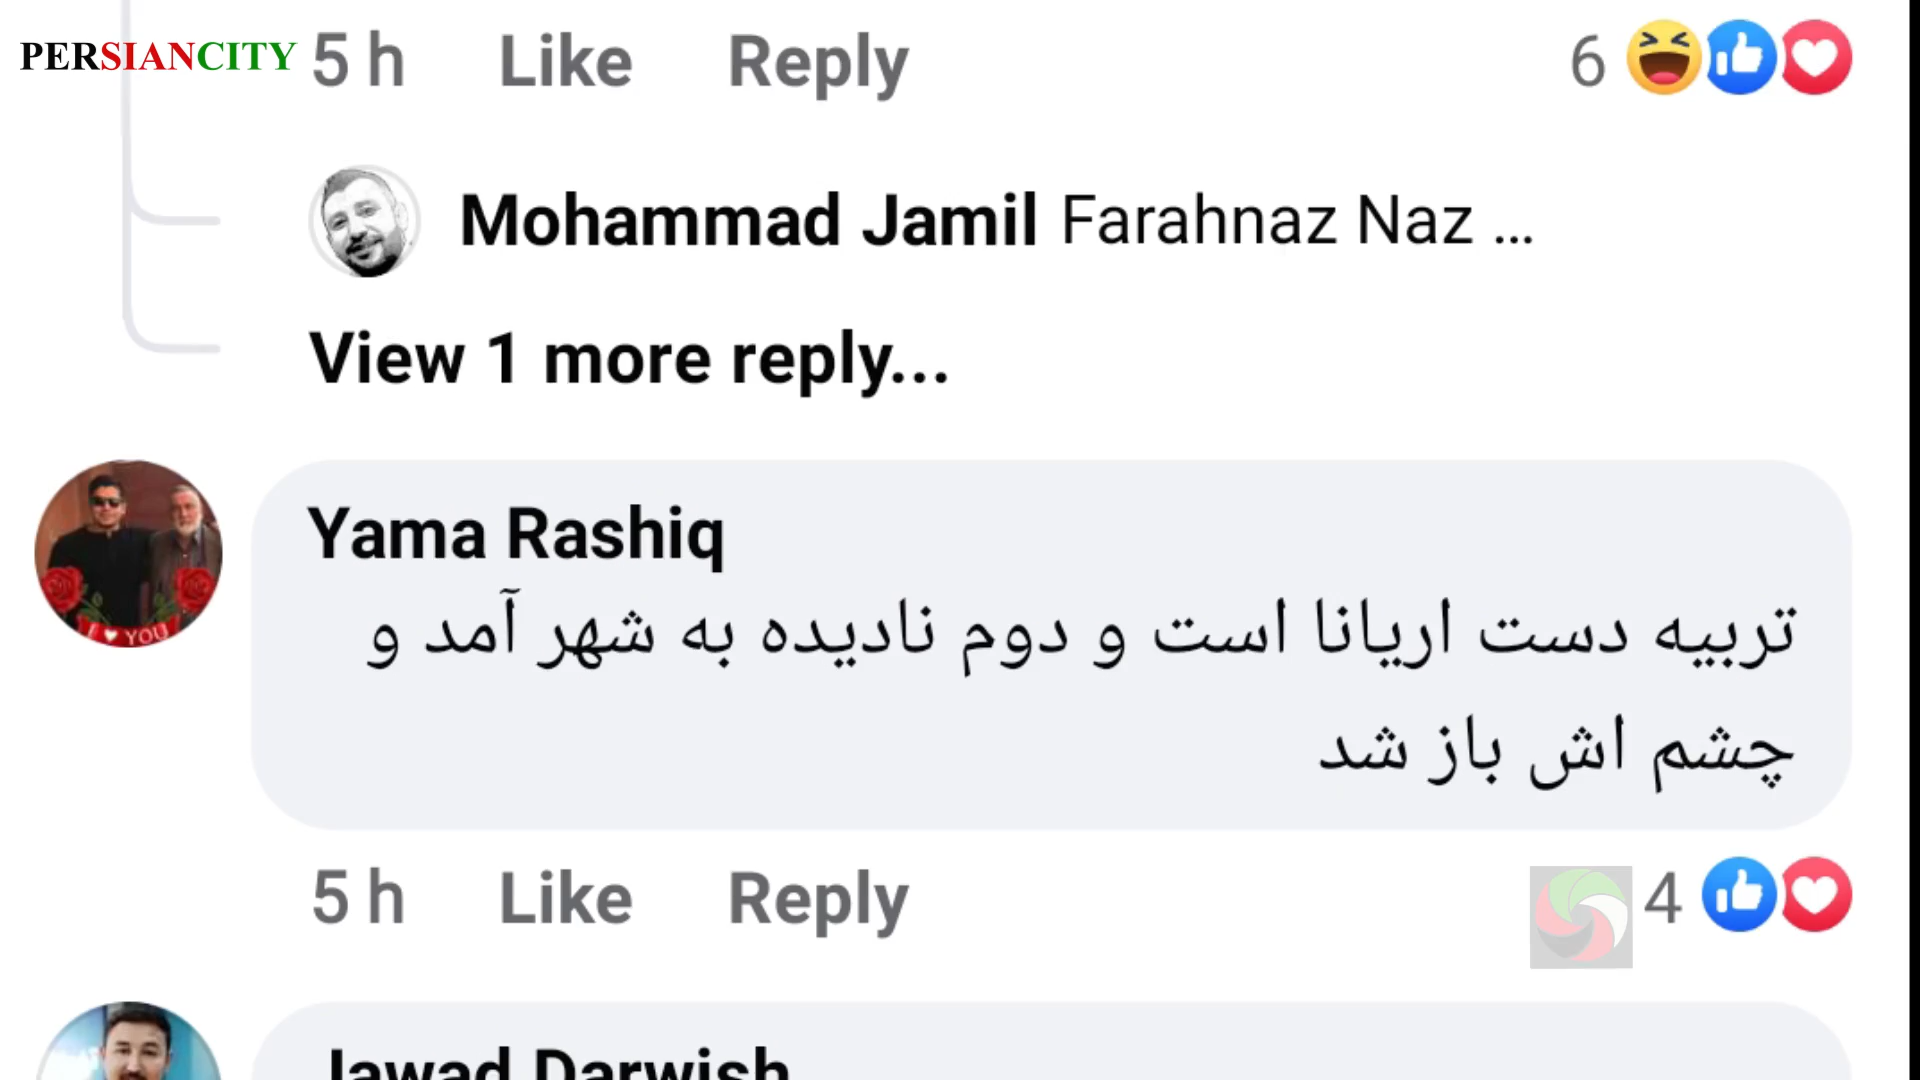 PERSIANCITY
5 h Like Reply 6
Mohammad Jamil Farahnaz Naz ...
View 1 more reply...
Yama Rashiq
تربیه دست اریانا است و دوم نادیده به شهر آمد و
چشم اش باز شد
I ♥ YOU
5 h Like Reply 4
Jawad Darwish